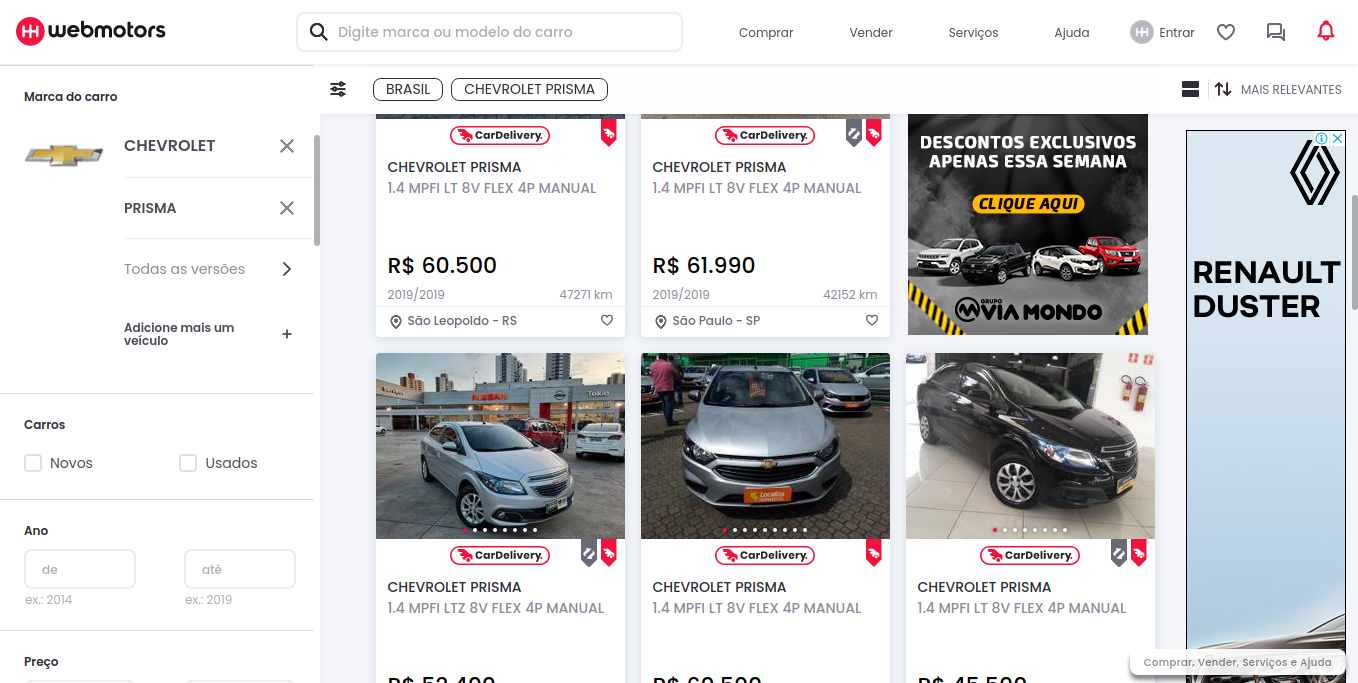 webmotors
Digite marca ou modelo do carro
Comprar
Vender
Serviços
Ajuda
Entrar
Marca do carro
CHEVROLET
PRISMA
Todas as versões
Adicione mais um
veículo
+
Carros
Novos
Usados
Ano
de
até
ex.: 2014
ex.: 2019
Preço
BRASIL
CHEVROLET PRISMA
MAIS RELEVANTES
CarDelivery.
CHEVROLET PRISMA
1.4 MPFI LT 8V FLEX 4P MANUAL
R$ 60.500
2019/2019
47271 km
São Leopoldo - RS
CarDelivery.
CHEVROLET PRISMA
1.4 MPFI LT 8V FLEX 4P MANUAL
R$ 61.990
2019/2019
42152 km
São Paulo - SP
DESCONTOS EXCLUSIVOS
APENAS ESSA SEMANA
CLIQUE AQUI
GRUPO
VIA MONDO
NISSAN
CarDelivery.
CHEVROLET PRISMA
1.4 MPFI LTZ 8V FLEX 4P MANUAL
R$ 52.400
Localiza
CarDelivery.
CHEVROLET PRISMA
1.4 MPFI LT 8V FLEX 4P MANUAL
R$ 60.500
CarDelivery.
CHEVROLET PRISMA
1.4 MPFI LT 8V FLEX 4P MANUAL
R$ 45.500
RENAULT
DUSTER
Comprar, Vender, Serviços e Ajuda